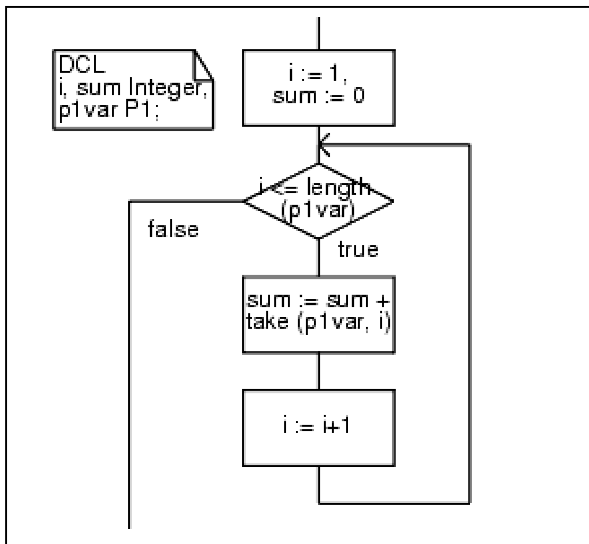 DCL
i, sum Integer,
p1var P1;
i := 1,
sum := 0
i <= length
(p1var)
false
true
sum := sum +
take (p1var, i)
i := i+1